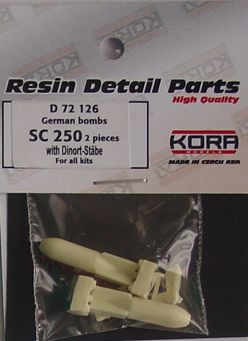 Resin Detail Parts
High Quality
D 72 126
German bombs
SC 250 2 pieces
with Dinort-Stäbe
For all kits
KORA
MODELS
MADE IN CZECH REP.